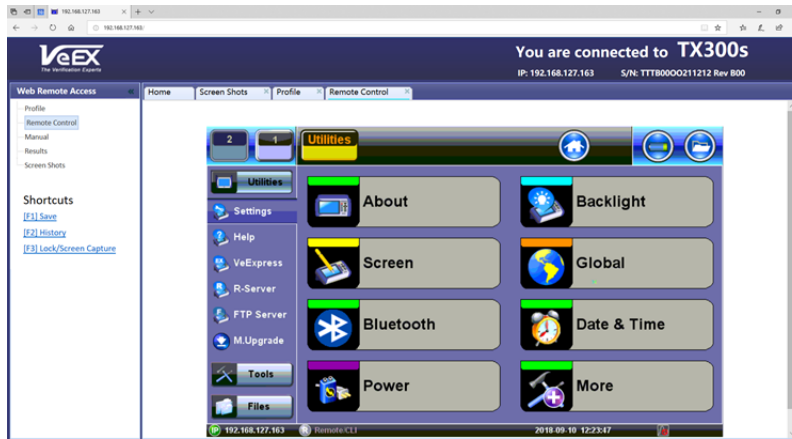 192.168.127.163
192.168.127.163/
VeEX
The Verification Experts
You are connected to TX300s
IP: 192.168.127.163 S/N: TTTB00OO211212 Rev B00
Web Remote Access
Home
Screen Shots
Profile
Remote Control
Profile
Remote Control
Manual
Results
Screen Shots
Shortcuts
[F1] Save
[F2] History
[F3] Lock/Screen Capture
2
1
Utilities
Utilities
Settings
Help
VeExpress
R-Server
FTP Server
M.Upgrade
Tools
Files
About
Backlight
Screen
Global
Bluetooth
Date & Time
Power
More
IP 192.168.127.163
R Remote/CLI
2018-09-10 12:23:47